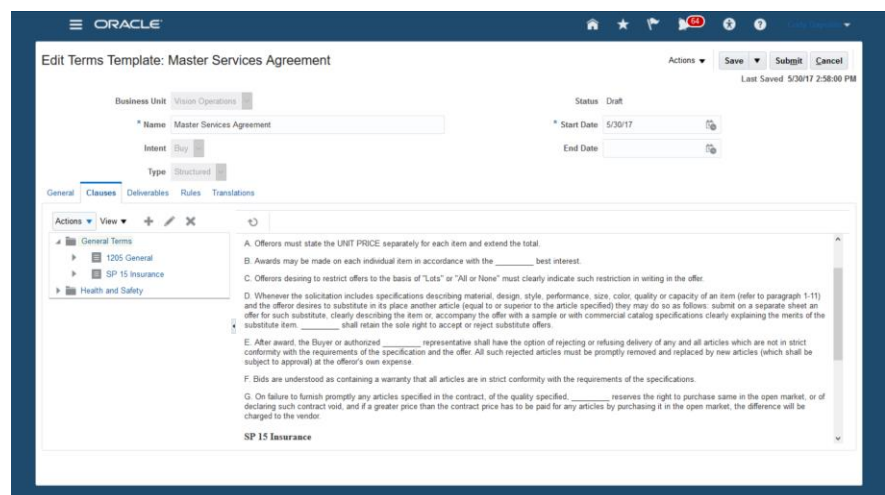 ORACLE
64
Edit Terms Template: Master Services Agreement
Actions Save Submit Cancel
Last Saved 5/30/17 2:58:00 PM
Business Unit Vision Operations
Status Draft
* Name Master Services Agreement
* Start Date 5/30/17
Intent Buy
End Date
Type Structured
General Clauses Deliverables Rules Translations
Actions View
General Terms
1205 General
SP 15 Insurance
Health and Safety
A. Offerors must state the UNIT PRICE separately for each item and extend the total.
B. Awards may be made on each individual item in accordance with the ________ best interest.
C. Offerors desiring to restrict offers to the basis of "Lots" or "All or None" must clearly indicate such restriction in writing in the offer.
D. Whenever the solicitation includes specifications describing material, design, style, performance, size, color, quality or capacity of an item (refer to paragraph 1-11)
and the offeror desires to substitute in its place another article (equal to or superior to the article specified) they may do so as follows: submit on a separate sheet an
offer for such substitute, clearly describing the item or, accompany the offer with a sample or with commercial catalog specifications clearly explaining the merits of the
substitute item. ________ shall retain the sole right to accept or reject substitute offers.
E. After award, the Buyer or authorized ________ representative shall have the option of rejecting or refusing delivery of any and all articles which are not in strict
conformity with the requirements of the specification and the offer. All such rejected articles must be promptly removed and replaced by new articles (which shall be
subject to approval) at the offeror's own expense.
F. Bids are understood as containing a warranty that all articles are in strict conformity with the requirements of the specifications.
G. On failure to furnish promptly any articles specified in the contract, of the quality specified, ________ reserves the right to purchase same in the open market, or of
declaring such contract void, and if a greater price than the contract price has to be paid for any articles by purchasing it in the open market, the difference will be
charged to the vendor.
SP 15 Insurance